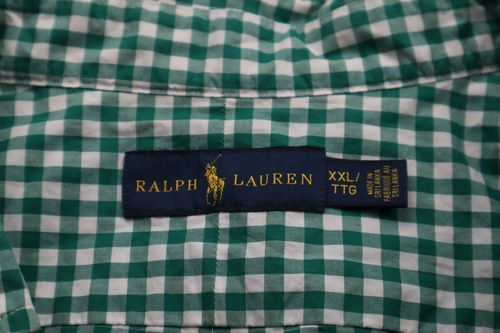 RALPH LAUREN
XXL/
TTG
MADE IN
SRI LANKA
FABRIQUÉ AU
SRI LANKA